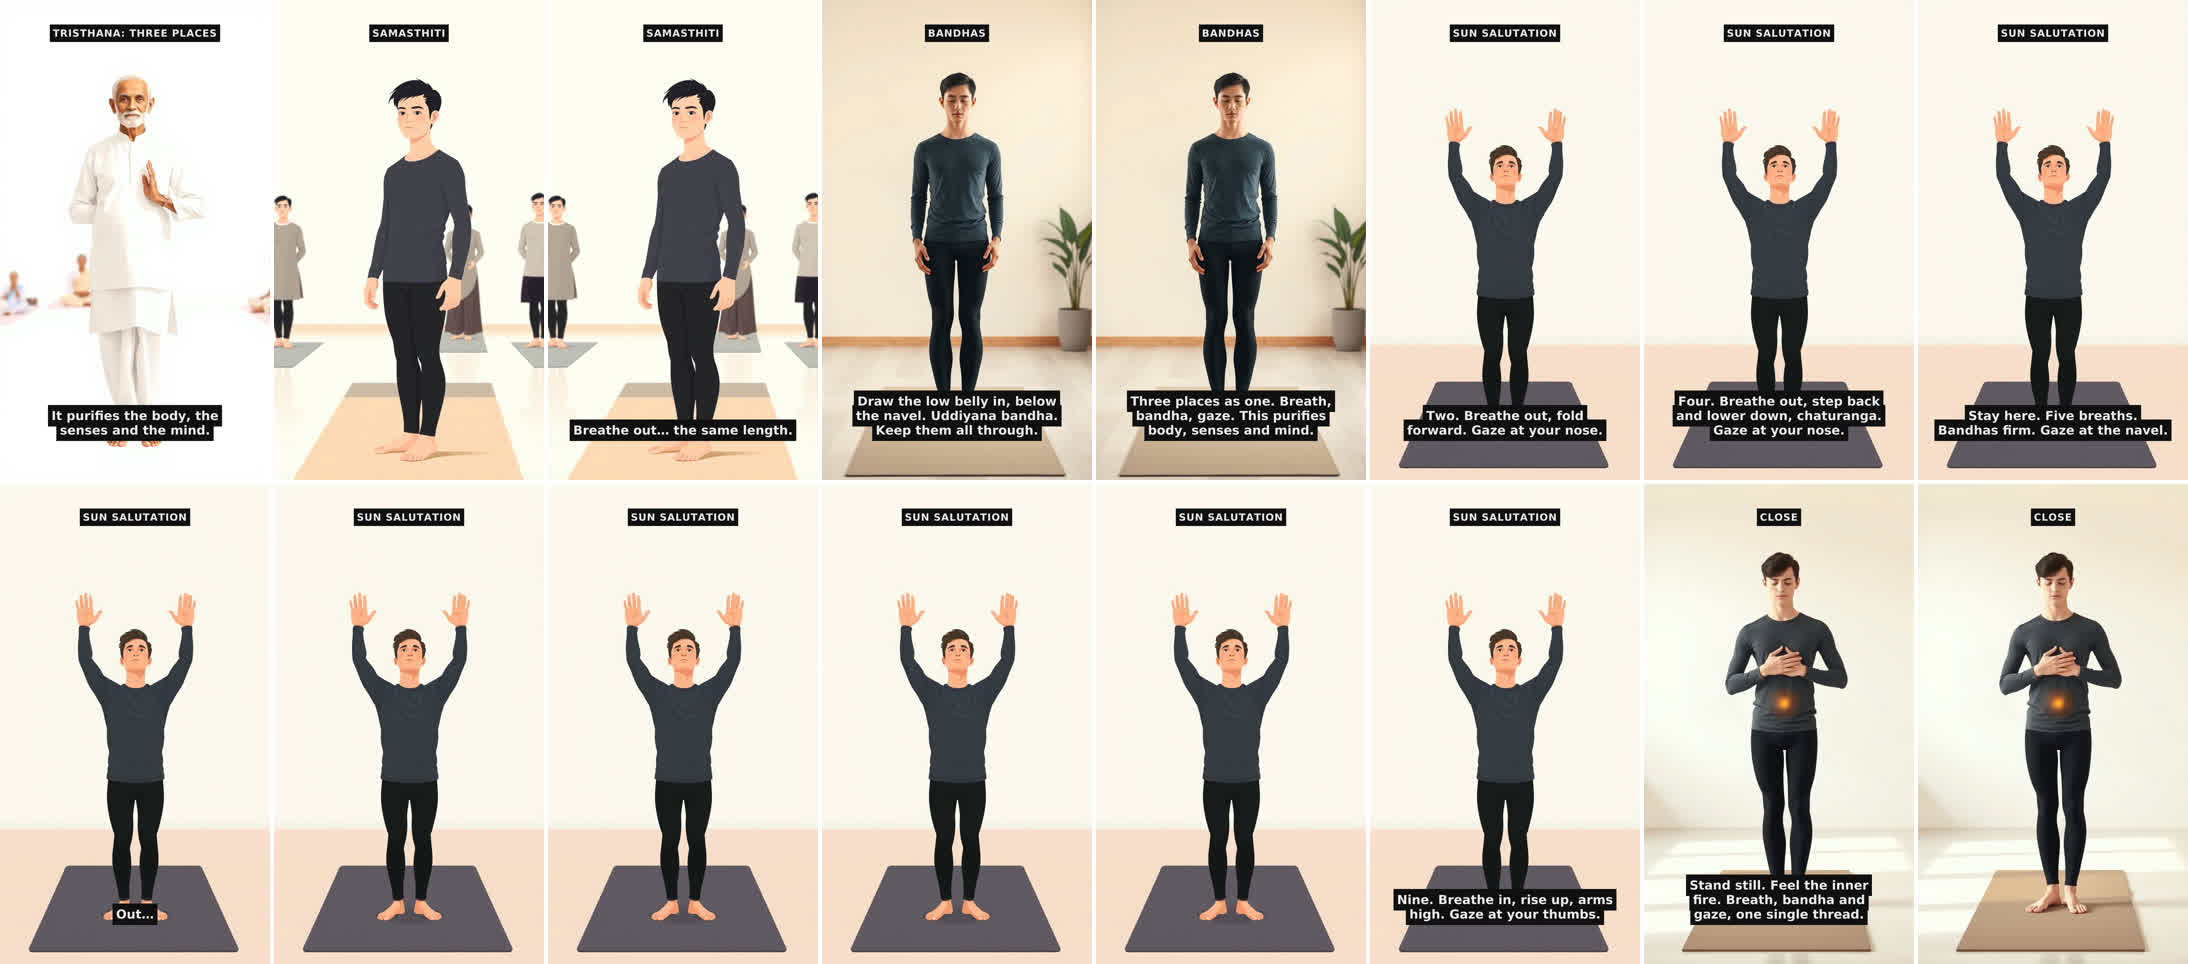 TRISTHANA: THREE PLACES
It purifies the body, the
senses and the mind.
SAMASTHITI
SAMASTHITI
Breathe out... the same length.
BANDHAS
Draw the low belly in, below
the navel. Uddiyana bandha.
Keep them all through.
BANDHAS
Three places as one. Breath,
bandha, gaze. This purifies
body, senses and mind.
SUN SALUTATION
Two. Breathe out, fold
forward. Gaze at your nose.
SUN SALUTATION
Four. Breathe out, step back
and lower down, chaturanga.
Gaze at your nose.
SUN SALUTATION
Stay here. Five breaths.
Bandhas firm. Gaze at the navel.
SUN SALUTATION
Out...
SUN SALUTATION
SUN SALUTATION
SUN SALUTATION
SUN SALUTATION
SUN SALUTATION
Nine. Breathe in, rise up, arms
high. Gaze at your thumbs.
CLOSE
Stand still. Feel the inner
fire. Breath, bandha and
gaze, one single thread.
CLOSE